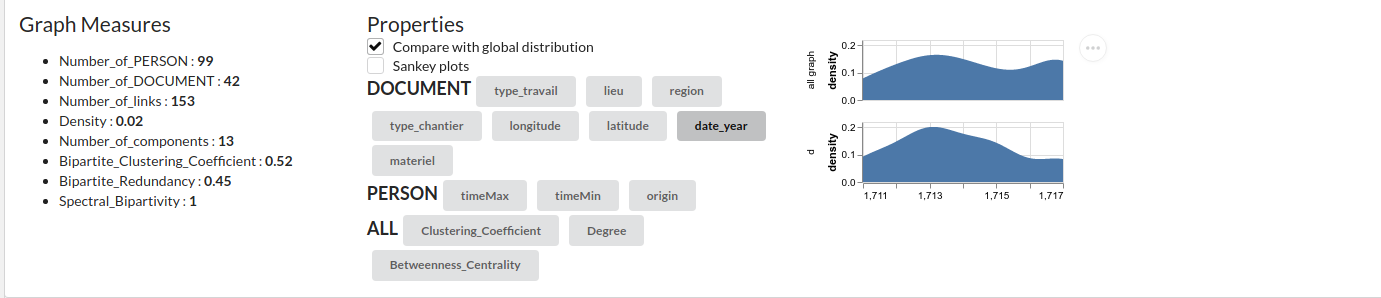 Graph Measures
Number_of_PERSON : 99
Number_of_DOCUMENT : 42
Number_of_links : 153
Density : 0.02
Number_of_components : 13
Bipartite_Clustering_Coefficient : 0.52
Bipartite_Redundancy : 0.45
Spectral_Bipartivity : 1
Properties
Compare with global distribution
Sankey plots
DOCUMENT type_travail lieu region
type_chantier longitude latitude date_year
materiel
PERSON timeMax timeMin origin
ALL Clustering_Coefficient Degree
Betweenness_Centrality
all graph
density
0.2
0.1
0.0
d
density
0.2
0.1
0.0
1,711 1,713 1,715 1,717